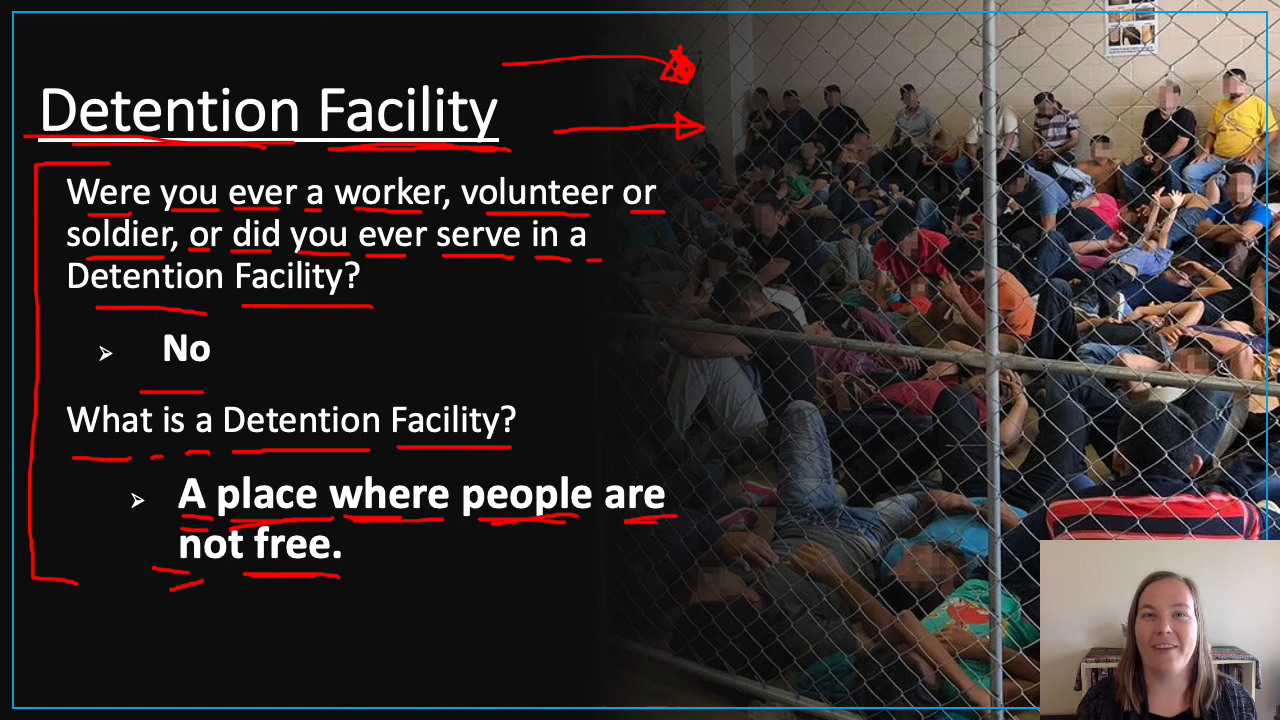 Detention Facility
Were you ever a worker, volunteer or
soldier, or did you ever serve in a
Detention Facility?
No
What is a Detention Facility?
A place where people are
not free.